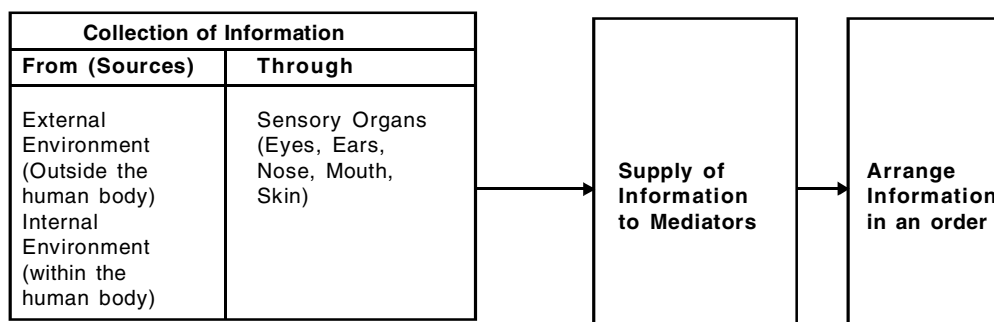 Collection of Information
From (Sources)
Through
External
Environment
(Outside the
human body)
Internal
Environment
(within the
human body)
Sensory Organs
(Eyes, Ears,
Nose, Mouth,
Skin)
Supply of
Information
to Mediators
Arrange
Information
in an order